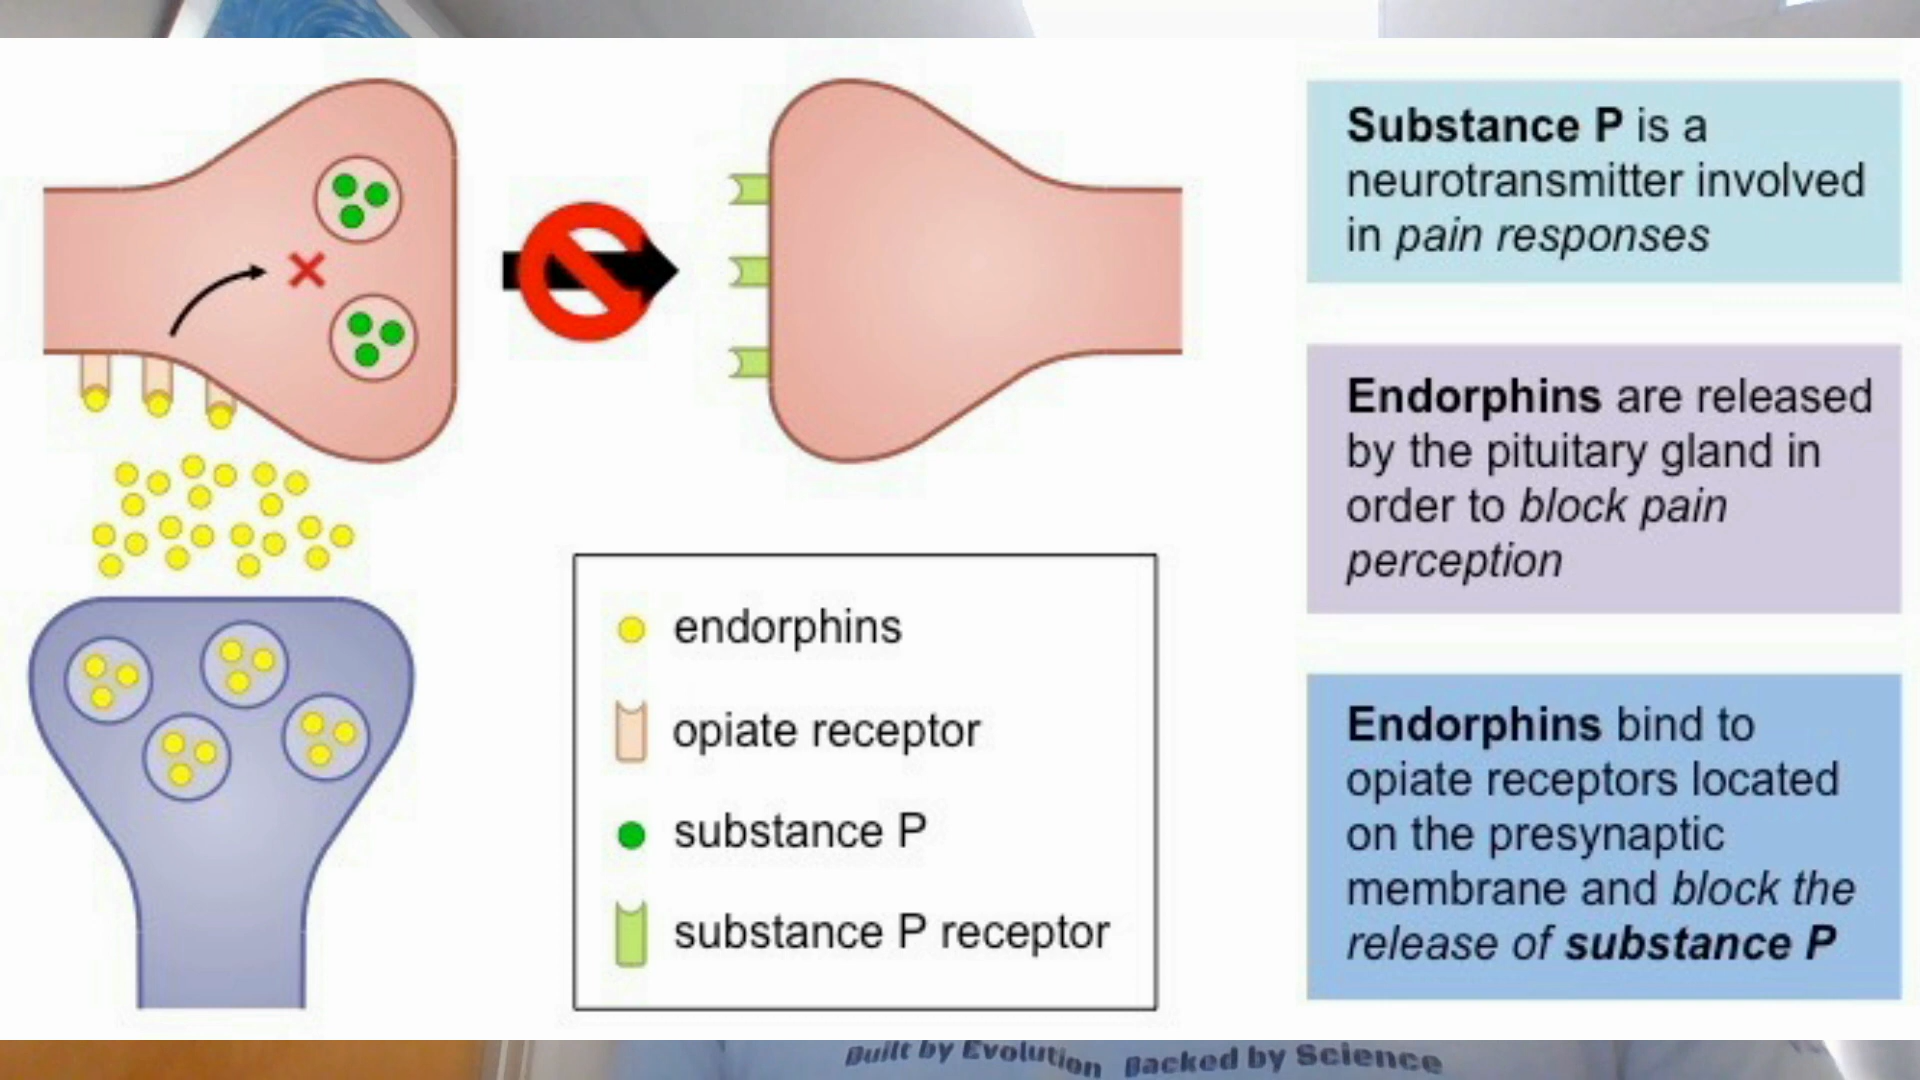 Substance P is a
neurotransmitter involved
in pain responses
Endorphins are released
by the pituitary gland in
order to block pain
perception
Endorphins bind to
opiate receptors located
on the presynaptic
membrane and block the
release of substance P
endorphins
opiate receptor
substance P
substance P receptor
Built by Evolution Backed by Science